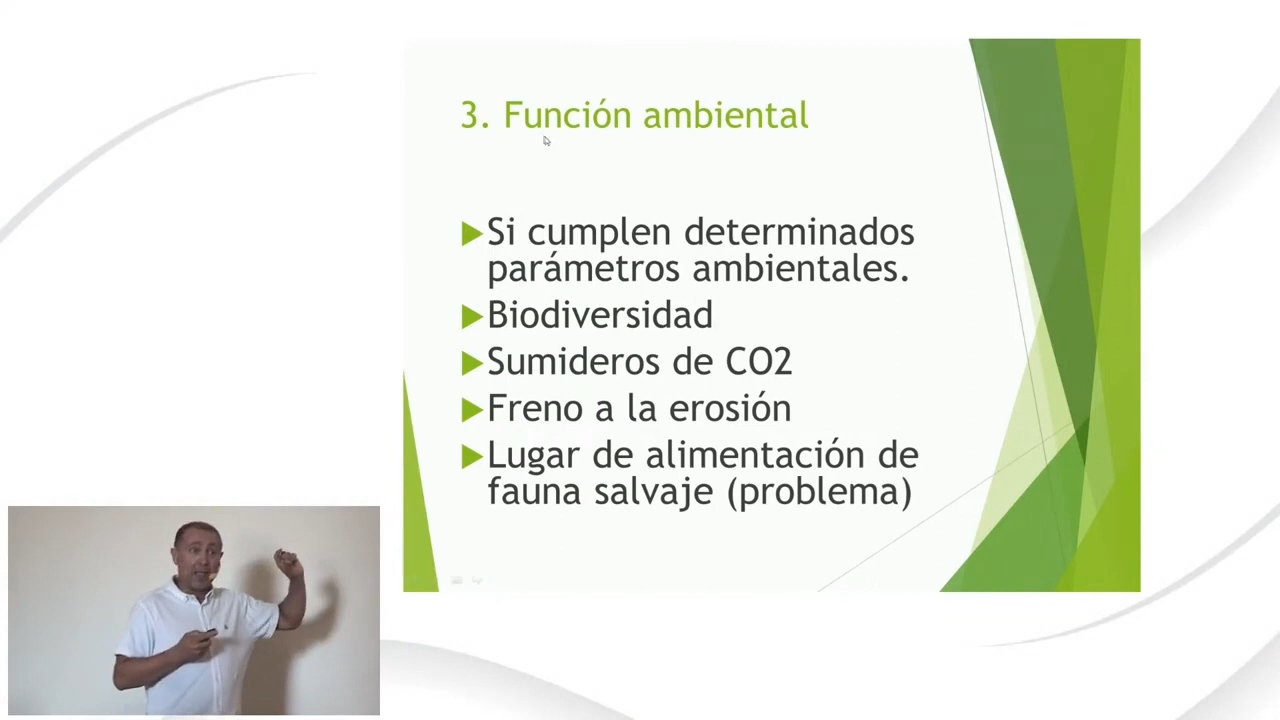 3. Función ambiental
Si cumplen determinados
parámetros ambientales.
Biodiversidad
Sumideros de CO2
Freno a la erosión
Lugar de alimentación de
fauna salvaje (problema)